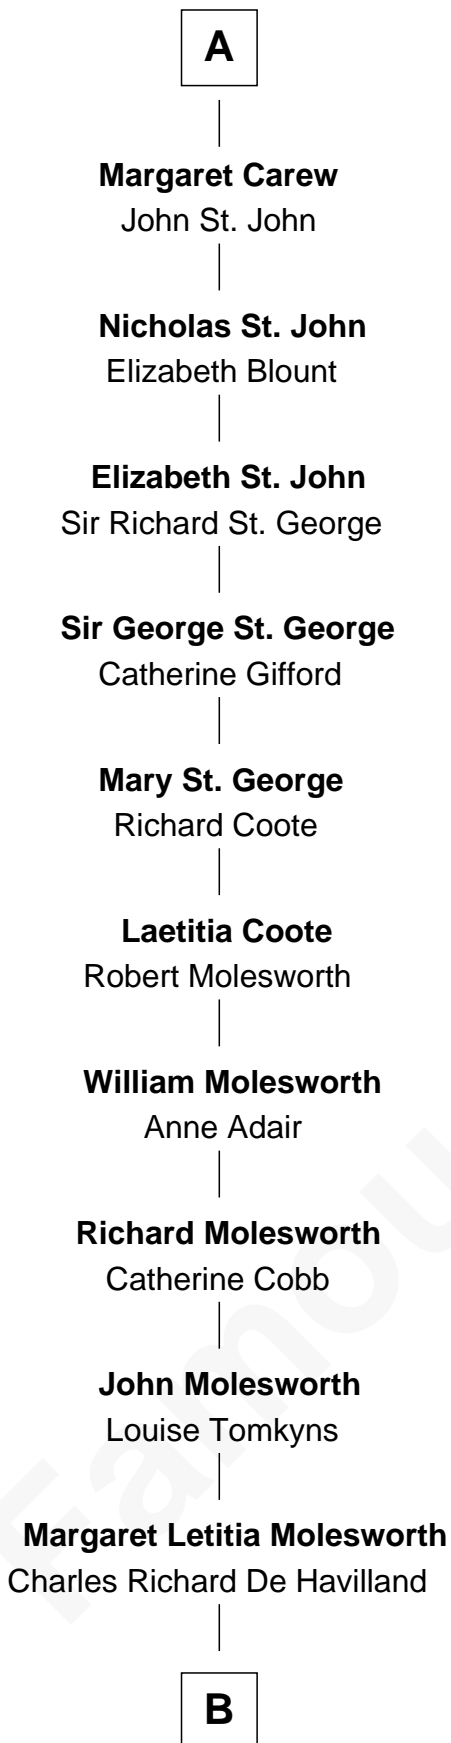 A
Margaret Carew
John St. John
Nicholas St. John
Elizabeth Blount
Elizabeth St. John
Sir Richard St. George
Sir George St. George
Catherine Gifford
Mary St. George
Richard Coote
Laetitia Coote
Robert Molesworth
William Molesworth
Anne Adair
Richard Molesworth
Catherine Cobb
John Molesworth
Louise Tomkyns
Margaret Letitia Molesworth
Charles Richard De Havilland
B
Famou